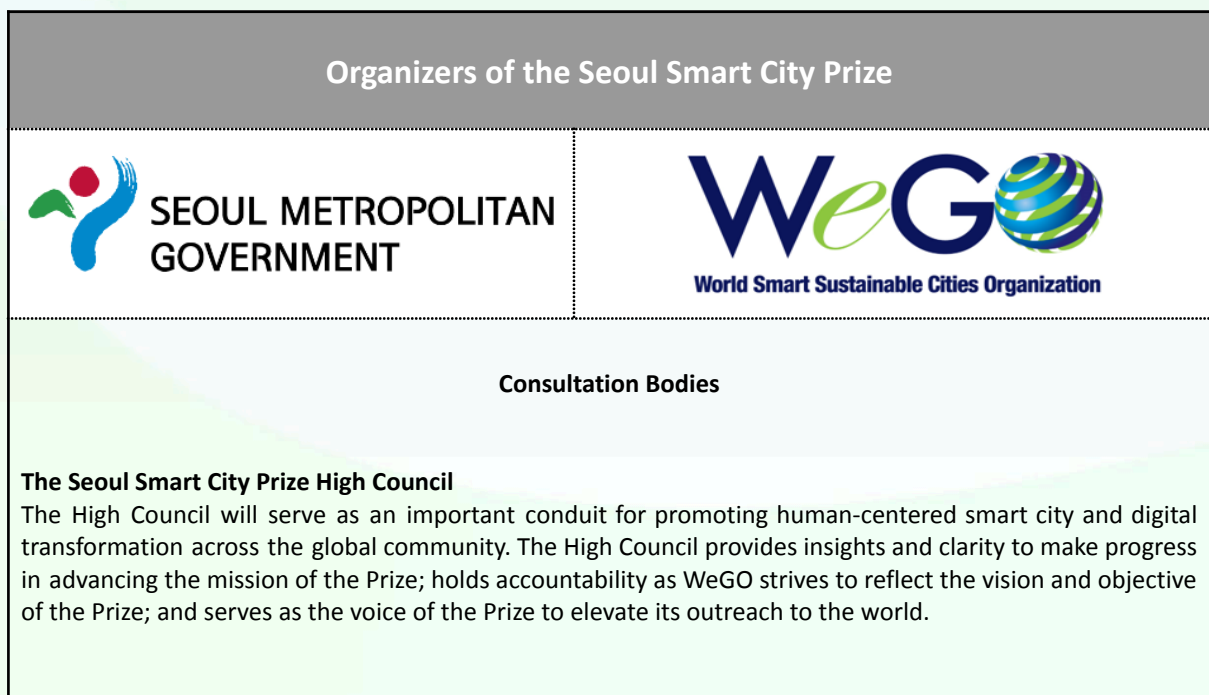 Organizers of the Seoul Smart City Prize
SEOUL METROPOLITAN
GOVERNMENT
WeGO
World Smart Sustainable Cities Organization
Consultation Bodies
The Seoul Smart City Prize High Council
The High Council will serve as an important conduit for promoting human-centered smart city and digital
transformation across the global community. The High Council provides insights and clarity to make progress
in advancing the mission of the Prize; holds accountability as WeGO strives to reflect the vision and objective
of the Prize; and serves as the voice of the Prize to elevate its outreach to the world.